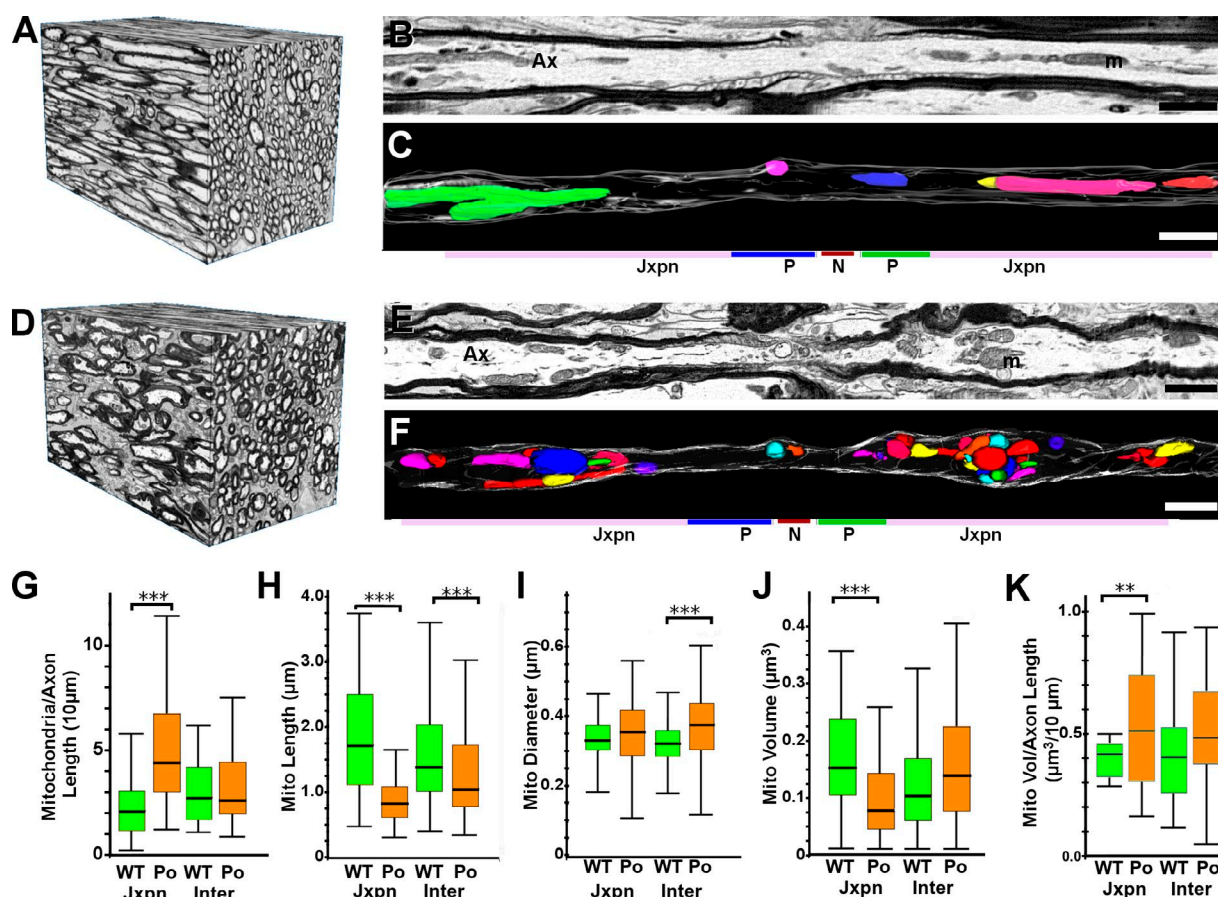 A
B
Ax
m
C
Jxpn
P
N
P
Jxpn
D
E
Ax
m
F
Jxpn
P
N
P
Jxpn
G
Mitochondria/Axon
Length (10µm)
10
5
0
***
WT Po WT Po
Jxpn Inter
H
Mito Length (µm)
4.0
3.0
2.0
1.0
0
***
***
WT Po WT Po
Jxpn Inter
I
Mito Diameter (µm)
0.6
0.4
0.2
0
***
WT Po WT Po
Jxpn Inter
J
Mito Volume (µm³)
0.4
0.3
0.2
0.1
0
***
WT Po WT Po
Jxpn Inter
K
Mito Vol/Axon Length
(µm³/10 µm)
1.0
0.5
0.0
**
WT Po WT Po
Jxpn Inter